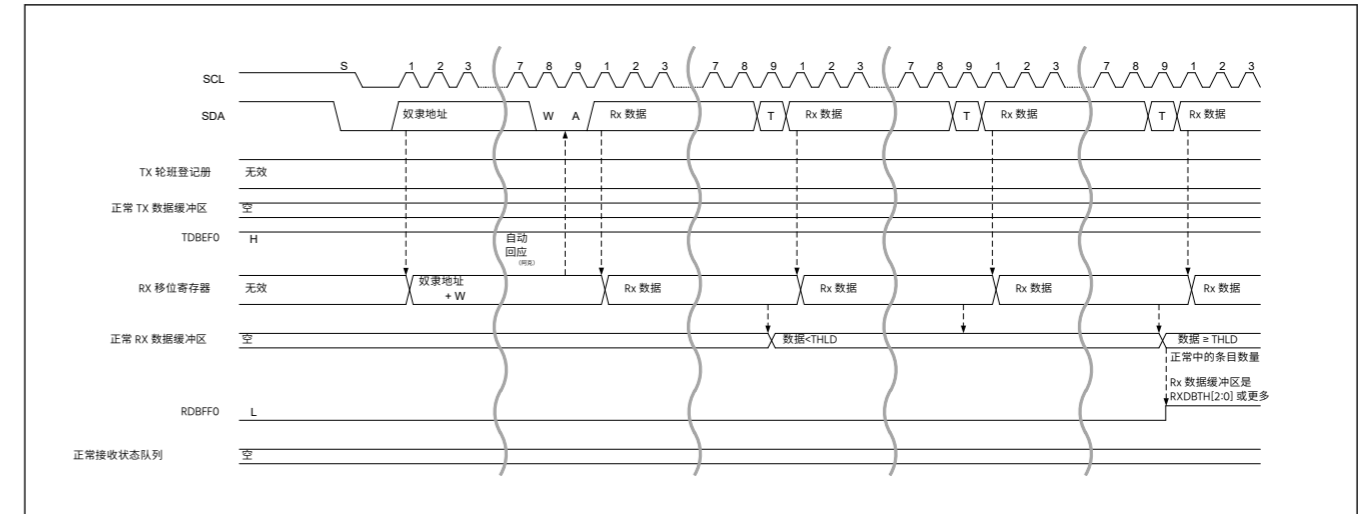 S 1 2 3 7 8 9 1 2 3 7 8 9 1 2 3 7 8 9 1 2 3 7 8 9 1 2 3
SCL
SDA 奴隶地址 W A Rx 数据 T Rx 数据 T Rx 数据 T Rx 数据
TX 轮班登记册 无效
正常 TX 数据缓冲区 空
TDBEF0 H
自动
回应
RX 移位寄存器 无效 奴隶地址 Rx 数据 Rx 数据 Rx 数据 Rx 数据
+ W
正常 RX 数据缓冲区 空 数据<THLD 数据 ≥ THLD
正常中的条目数量
Rx 数据缓冲区是
RXDBTH[2:0] 或更多
RDBFF0 L
正常接收状态队列 空